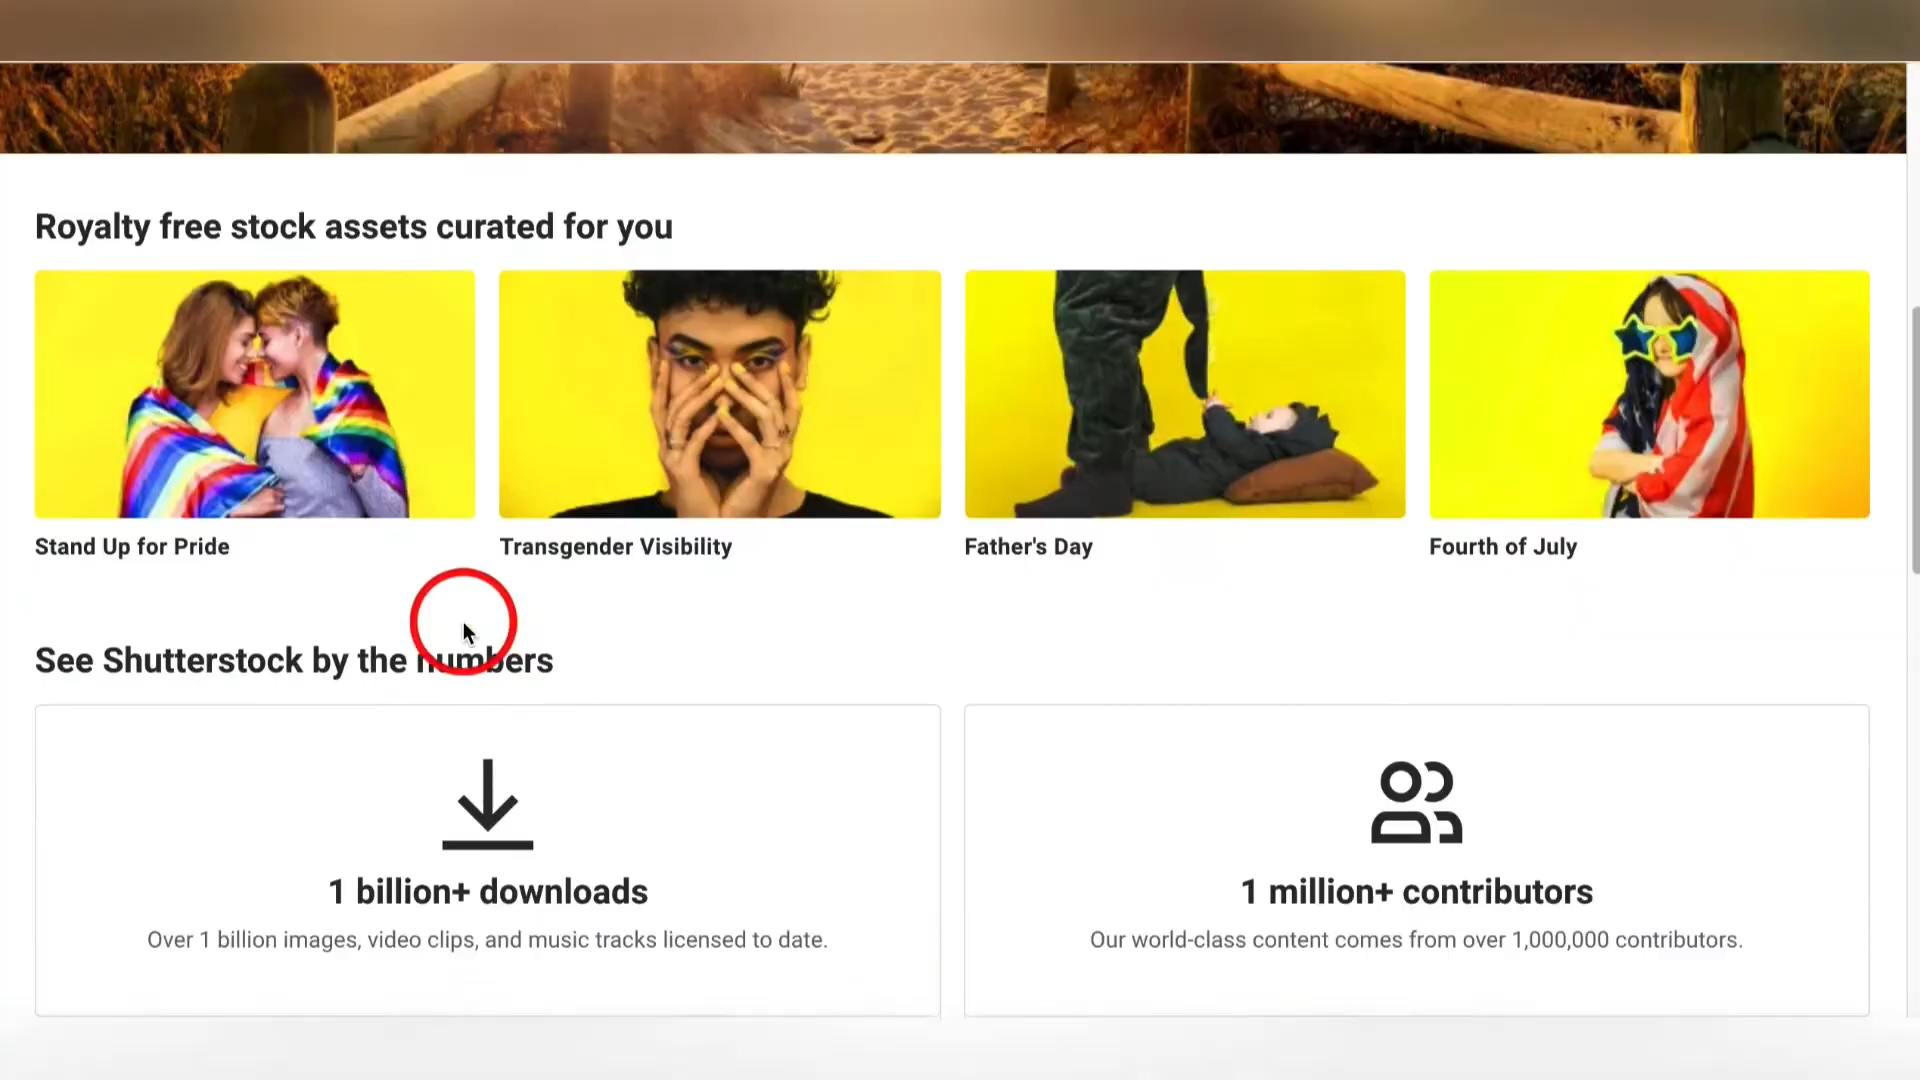 Royalty free stock assets curated for you
Stand Up for Pride
Transgender Visibility
Father's Day
Fourth of July
See Shutterstock by the numbers
1 billion+ downloads
Over 1 billion images, video clips, and music tracks licensed to date.
1 million+ contributors
Our world-class content comes from over 1,000,000 contributors.